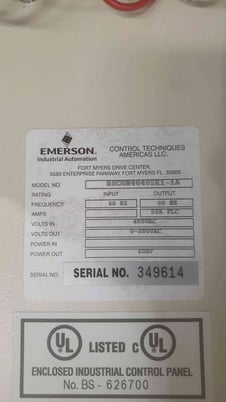 EMERSON.
Industrial Automation
CONTROL TECHNIQUES
AMERICAS LLC.
FORT MYERS DRIVE CENTER,
5580 ENTERPRISE PARKWAY, FORT MYERS FL. 33905
MODEL NO.
RATING INPUT OUTPUT
FREQUENCY 60 HZ 60 HZ
AMPS FLC
VOLTS IN 480VAC
VOLTS OUT 0-480VAC
POWER IN
POWER OUT
SERIAL NO. SERIAL NO. 349614
UL LISTED C UL
ENCLOSED INDUSTRIAL CONTROL PANEL
No. BS - 626700